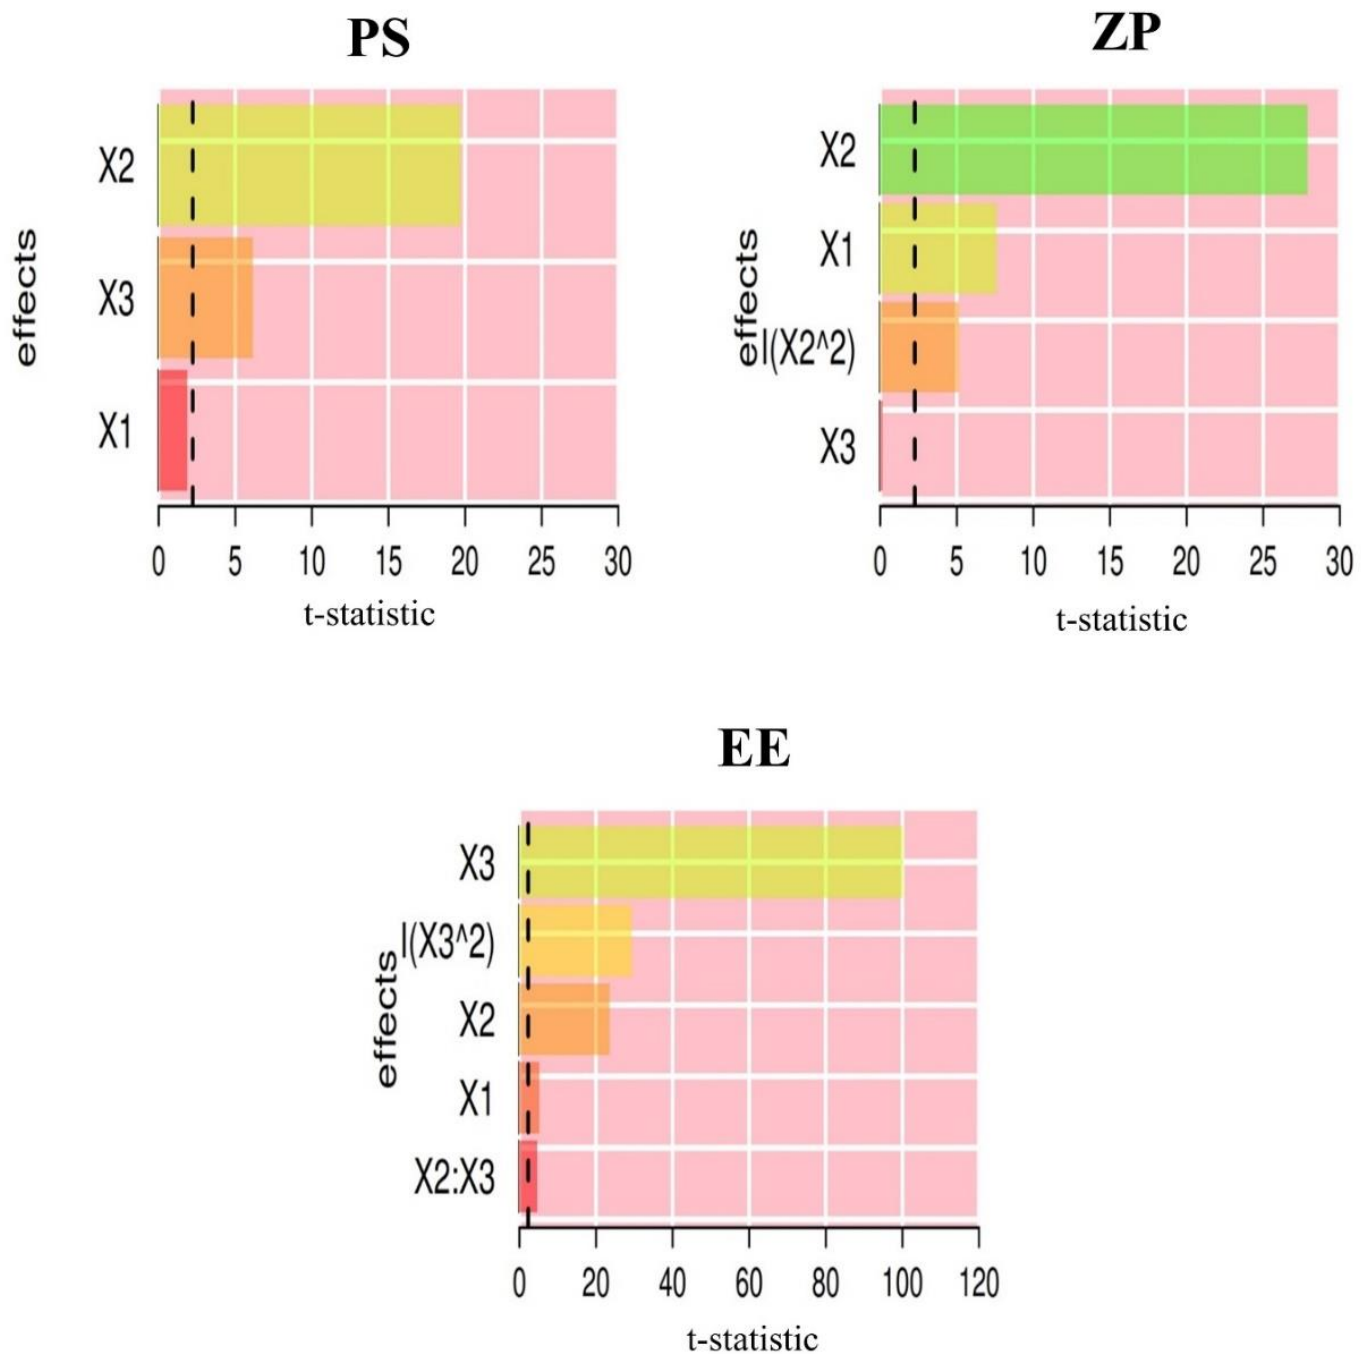 PS
effects
X2
X3
X1
0 5 10 15 20 25 30
t-statistic
ZP
effects
X2
X1
I(X2^2)
X3
0 5 10 15 20 25 30
t-statistic
EE
effects
X3
I(X3^2)
X2
X1
X2:X3
0 20 40 60 80 100 120
t-statistic